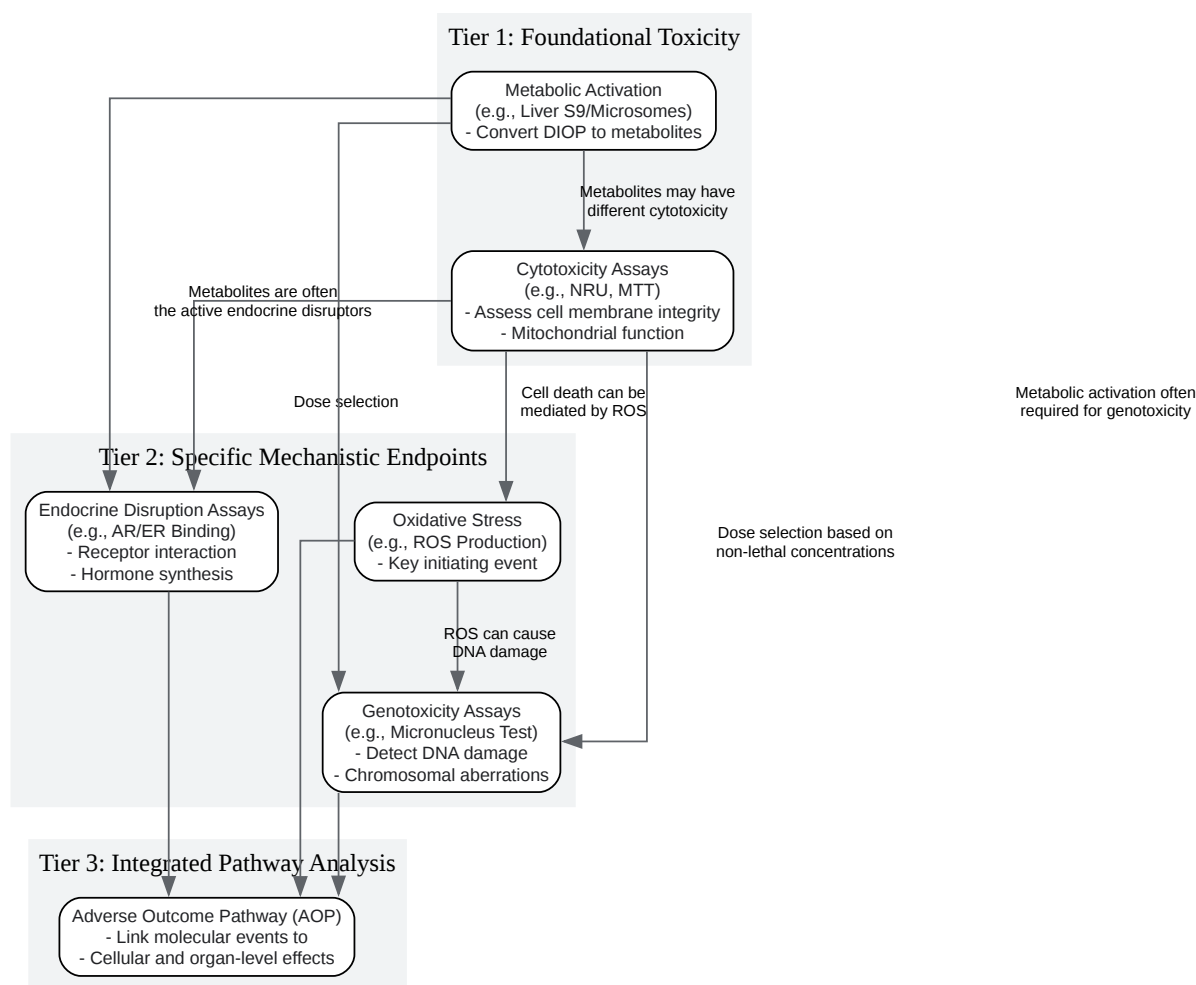 Tier 1: Foundational Toxicity
Metabolic Activation
(e.g., Liver S9/Microsomes)
- Convert DIOP to metabolites
Metabolites may have
different cytotoxicity
Cytotoxicity Assays
(e.g., NRU, MTT)
- Assess cell membrane integrity
- Mitochondrial function
Metabolites are often
the active endocrine disruptors
Dose selection
Cell death can be
mediated by ROS
Metabolic activation often
required for genotoxicity
Tier 2: Specific Mechanistic Endpoints
Endocrine Disruption Assays
(e.g., AR/ER Binding)
- Receptor interaction
- Hormone synthesis
Oxidative Stress
(e.g., ROS Production)
- Key initiating event
Dose selection based on
non-lethal concentrations
ROS can cause
DNA damage
Genotoxicity Assays
(e.g., Micronucleus Test)
- Detect DNA damage
- Chromosomal aberrations
Tier 3: Integrated Pathway Analysis
Adverse Outcome Pathway (AOP)
- Link molecular events to
- Cellular and organ-level effects